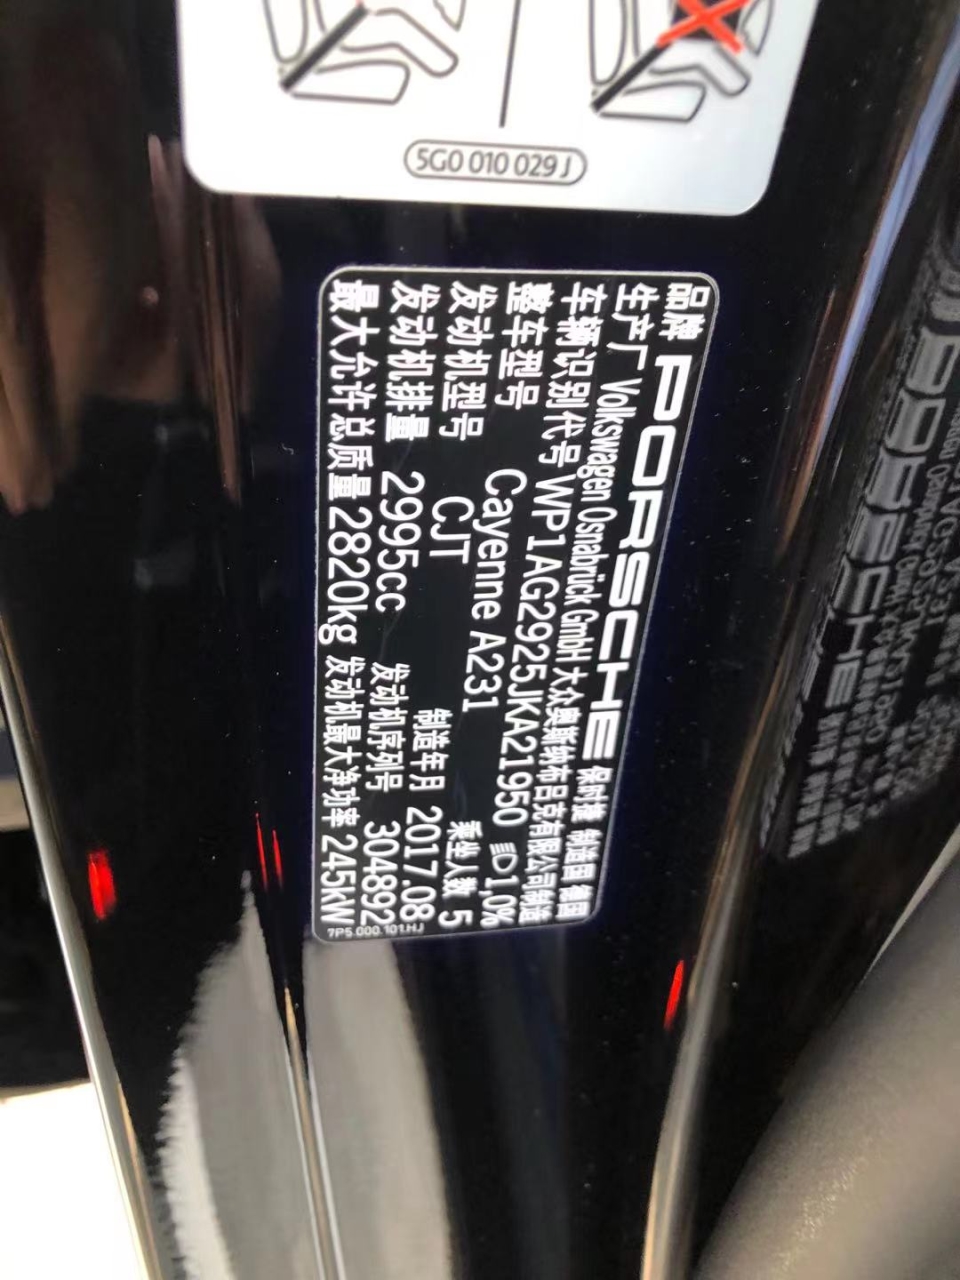 5G0 010 029 J
品牌 PORSCHE 保时捷 制造国 德国
生产厂 Volkswagen Osnabrück GmbH 大众奥斯纳布吕克有限公司制造
车辆识别代号 WP1AG2925JKA21950
整车型号 Cayenne A231 1,0%
发动机型号 CJT 乘坐人数 5
制造年月 2017.08
发动机排量 2995cc 发动机序列号 304892
最大允许总质量 2820kg 发动机最大净功率 245kW
7P5.000.101.HJ